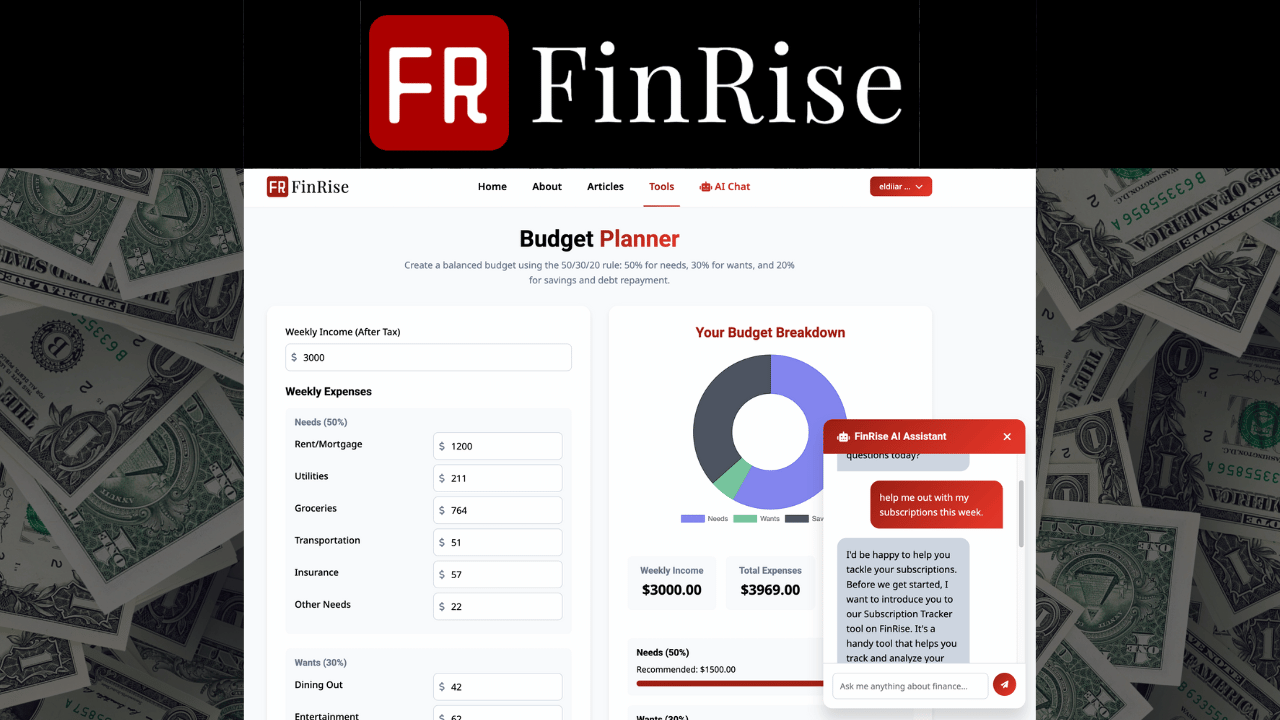 FR FinRise
FR FinRise
Home
About
Articles
Tools
AI Chat
eldiiar ...
Budget Planner
Create a balanced budget using the 50/30/20 rule: 50% for needs, 30% for wants, and 20%
for savings and debt repayment.
Weekly Income (After Tax)
$ 3000
Weekly Expenses
Needs (50%)
Rent/Mortgage
$ 1200
Utilities
$ 211
Groceries
$ 764
Transportation
$ 51
Insurance
$ 57
Other Needs
$ 22
Wants (30%)
Dining Out
$ 42
Entertainment
62
Your Budget Breakdown
Needs
Wants
Weekly Income
$3000.00
Total Expenses
$3969.00
Needs (50%)
Recommended: $1500.00
Wants (30%)
FinRise AI Assistant
questions today?
help me out with my
subscriptions this week.
I'd be happy to help you
tackle your subscriptions.
Before we get started, I
want to introduce you to
our Subscription Tracker
tool on FinRise. It's a
handy tool that helps you
track and analyze your
Ask me anything about finance...